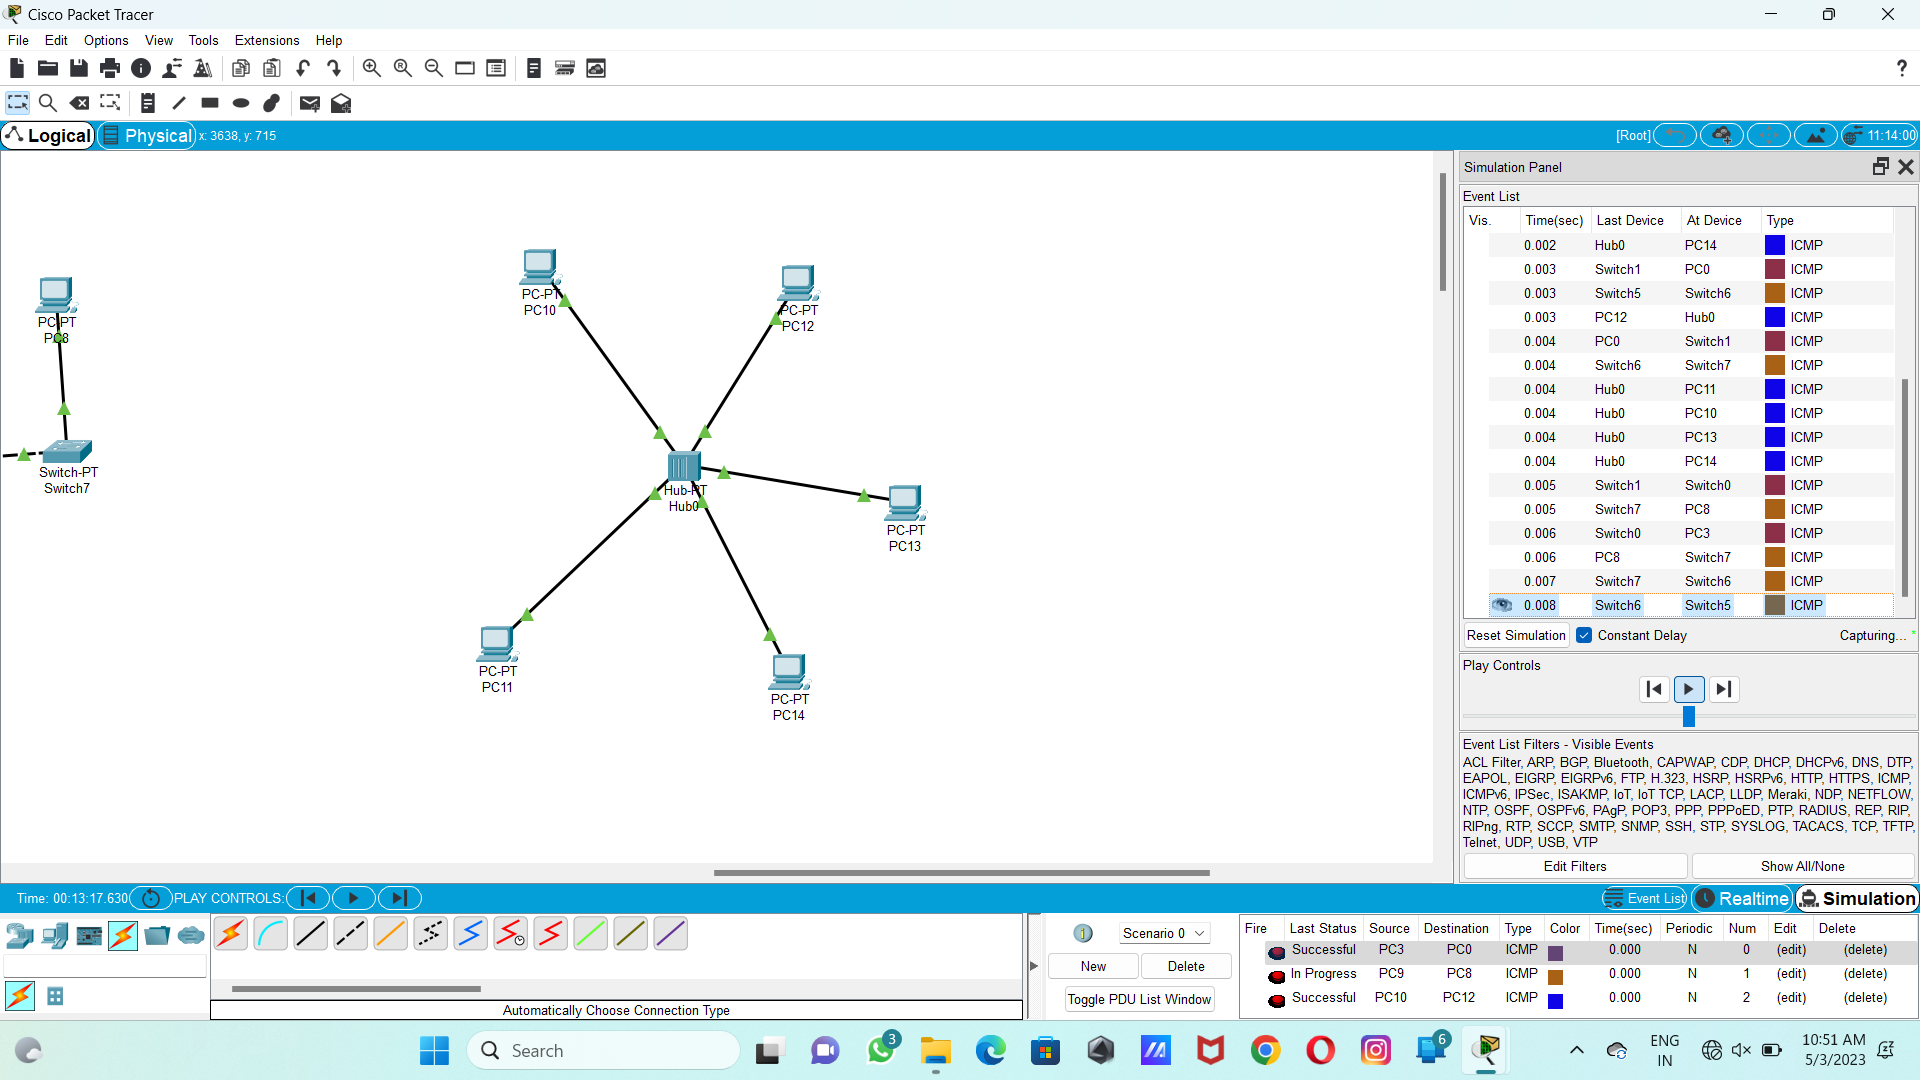 Cisco Packet Tracer
File Edit Options View Tools Extensions Help
?
Logical Physical x: 3638, y: 715 [Root] 11:14:00
PC-PT
PC8
Switch-PT
Switch7
PC-PT
PC10
PC-PT
PC12
Hub-PT
Hub0
PC-PT
PC13
PC-PT
PC11
PC-PT
PC14
Simulation Panel
Event List
Vis. Time(sec) Last Device At Device Type
0.002 Hub0 PC14 ICMP
0.003 Switch1 PC0 ICMP
0.003 Switch5 Switch6 ICMP
0.003 PC12 Hub0 ICMP
0.004 PC0 Switch1 ICMP
0.004 Switch6 Switch7 ICMP
0.004 Hub0 PC11 ICMP
0.004 Hub0 PC10 ICMP
0.004 Hub0 PC13 ICMP
0.004 Hub0 PC14 ICMP
0.005 Switch1 Switch0 ICMP
0.005 Switch7 PC8 ICMP
0.006 Switch0 PC3 ICMP
0.006 PC8 Switch7 ICMP
0.007 Switch7 Switch6 ICMP
0.008 Switch6 Switch5 ICMP
Reset Simulation Constant Delay Capturing... *
Play Controls
Event List Filters - Visible Events
ACL Filter, ARP, BGP, Bluetooth, CAPWAP, CDP, DHCP, DHCPv6, DNS, DTP,
EAPOL, EIGRP, EIGRPv6, FTP, H.323, HSRP, HSRPv6, HTTP, HTTPS, ICMP,
ICMPv6, IPSec, ISAKMP, IoT, IoT TCP, LACP, LLDP, Meraki, NDP, NETFLOW,
NTP, OSPF, OSPFv6, PAgP, POP3, PPP, PPPoED, PTP, RADIUS, REP, RIP,
RIPng, RTP, SCCP, SMTP, SNMP, SSH, STP, SYSLOG, TACACS, TCP, TFTP,
Telnet, UDP, USB, VTP
Edit Filters Show All/None
Time: 00:13:17.630 PLAY CONTROLS: Event List Realtime Simulation
Automatically Choose Connection Type
1 Scenario 0
New Delete
Toggle PDU List Window
Fire Last Status Source Destination Type Color Time(sec) Periodic Num Edit Delete
Successful PC3 PC0 ICMP 0.000 N 0 (edit) (delete)
In Progress PC9 PC8 ICMP 0.000 N 1 (edit) (delete)
Successful PC10 PC12 ICMP 0.000 N 2 (edit) (delete)
Search 3 6
ENG
IN
10:51 AM
5/3/2023